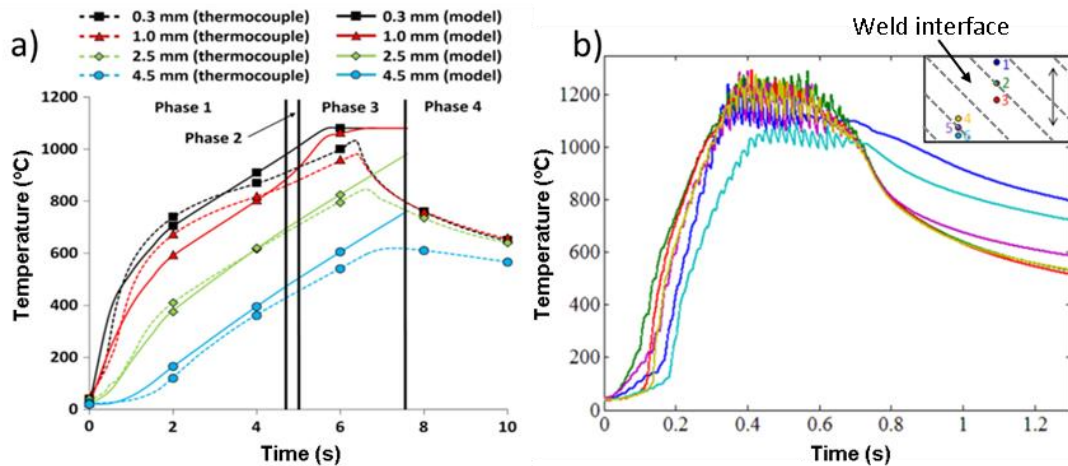 a)
0.3 mm (thermocouple) 0.3 mm (model)
1.0 mm (thermocouple) 1.0 mm (model)
2.5 mm (thermocouple) 2.5 mm (model)
4.5 mm (thermocouple) 4.5 mm (model)
Phase 1 Phase 3 Phase 4
Phase 2
Temperature (°C)
1200
1000
800
600
400
200
0
0 2 4 6 8 10
Time (s)
b)
Weld interface
1
2
3
4
5
6
Temperature (°C)
1200
1000
800
600
400
200
0
0 0.2 0.4 0.6 0.8 1 1.2
Time (s)